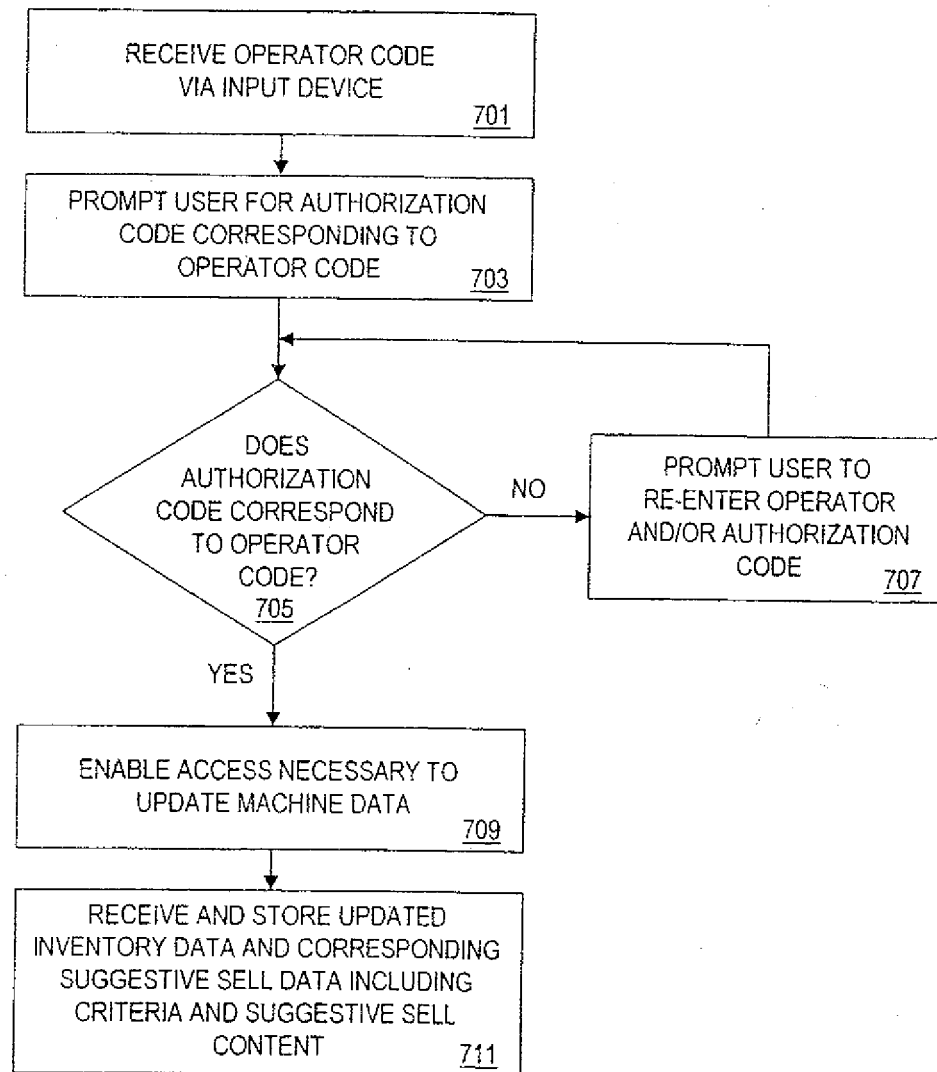 RECEIVE OPERATOR CODE
VIA INPUT DEVICE
701
PROMPT USER FOR AUTHORIZATION
CODE CORRESPONDING TO
OPERATOR CODE
703
DOES
AUTHORIZATION
CODE CORRESPOND
TO OPERATOR
CODE?
705
NO
PROMPT USER TO
RE-ENTER OPERATOR
AND/OR AUTHORIZATION
CODE
707
YES
ENABLE ACCESS NECESSARY TO
UPDATE MACHINE DATA
709
RECEIVE AND STORE UPDATED
INVENTORY DATA AND CORRESPONDING
SUGGESTIVE SELL DATA INCLUDING
CRITERIA AND SUGGESTIVE SELL
CONTENT
711